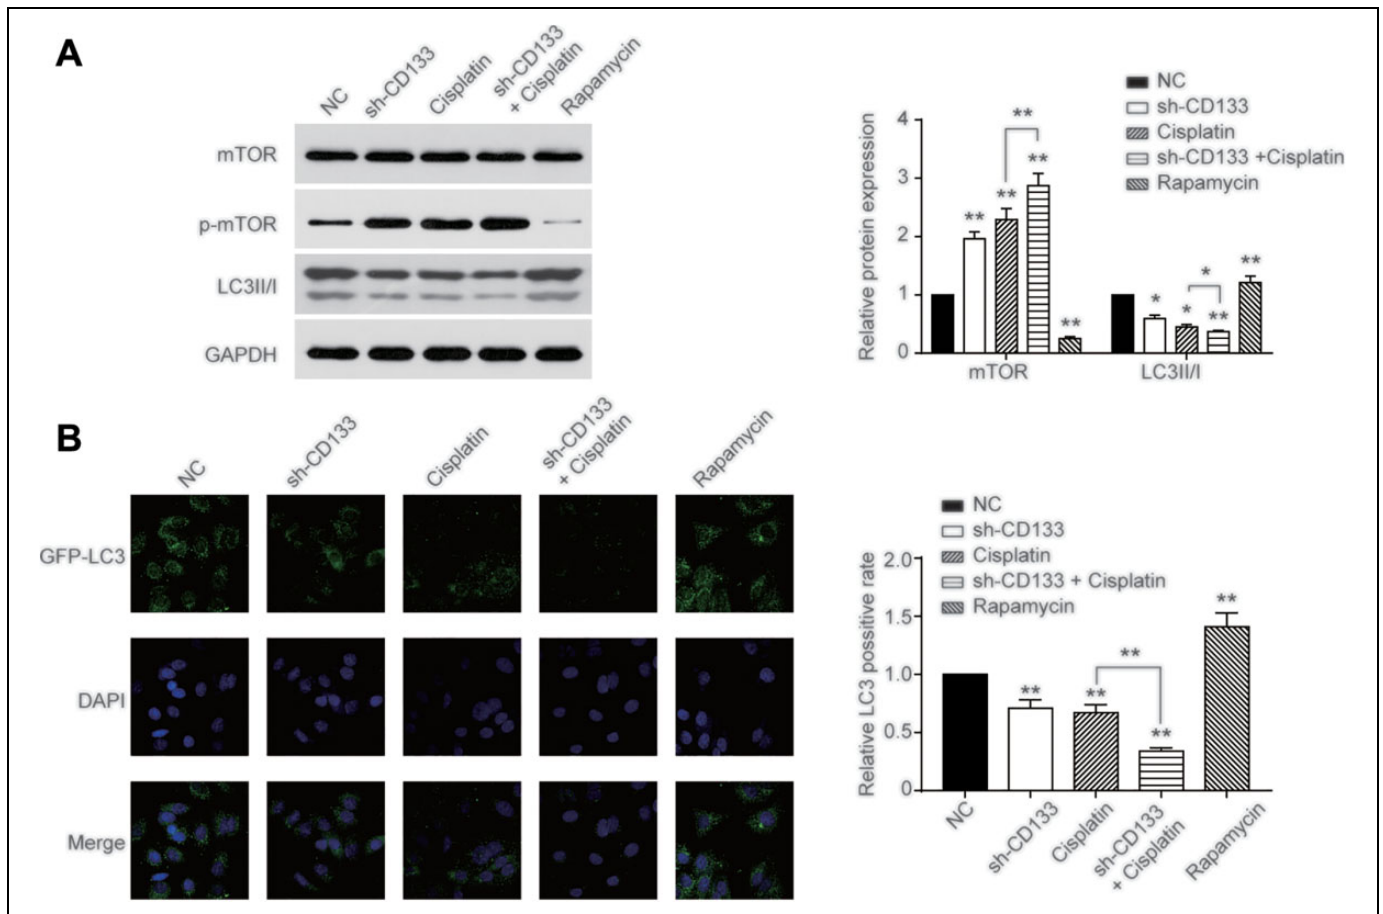 A
NC
sh-CD133
Cisplatin
sh-CD133
+ Cisplatin
Rapamycin
mTOR
p-mTOR
LC3II/I
GAPDH
NC
sh-CD133
Cisplatin
sh-CD133 +Cisplatin
Rapamycin
Relative protein expression
4
3
2
1
0
**
**
**
**
**
*
*
*
**
**
mTOR
LC3II/I
B
NC
sh-CD133
Cisplatin
sh-CD133
+ Cisplatin
Rapamycin
GFP-LC3
DAPI
Merge
NC
sh-CD133
Cisplatin
sh-CD133 + Cisplatin
Rapamycin
Relative LC3 possitive rate
2.0
1.5
1.0
0.5
0
**
**
**
**
**
NC
sh-CD133
Cisplatin
sh-CD133
+ Cisplatin
Rapamycin